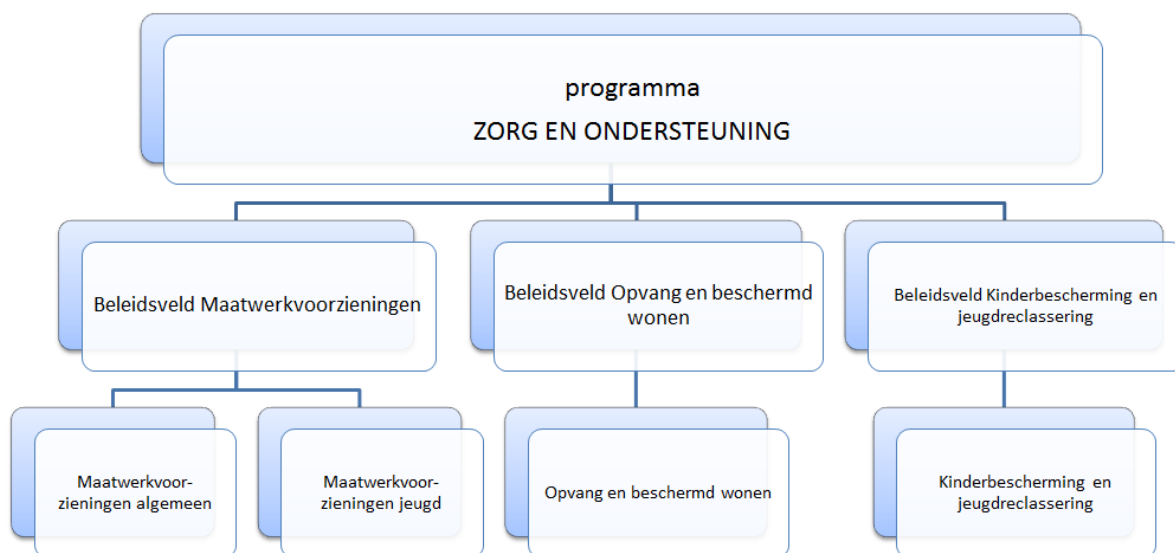 programma
ZORG EN ONDERSTEUNING
Beleidsveld Maatwerkvoorzieningen
Beleidsveld Opvang en beschermd
wonen
Beleidsveld Kinderbescherming en
jeugdreclassering
Maatwerkvoor-
zieningen algemeen
Maatwerkvoor-
zieningen jeugd
Opvang en beschermd wonen
Kinderbescherming en
jeugdreclassering